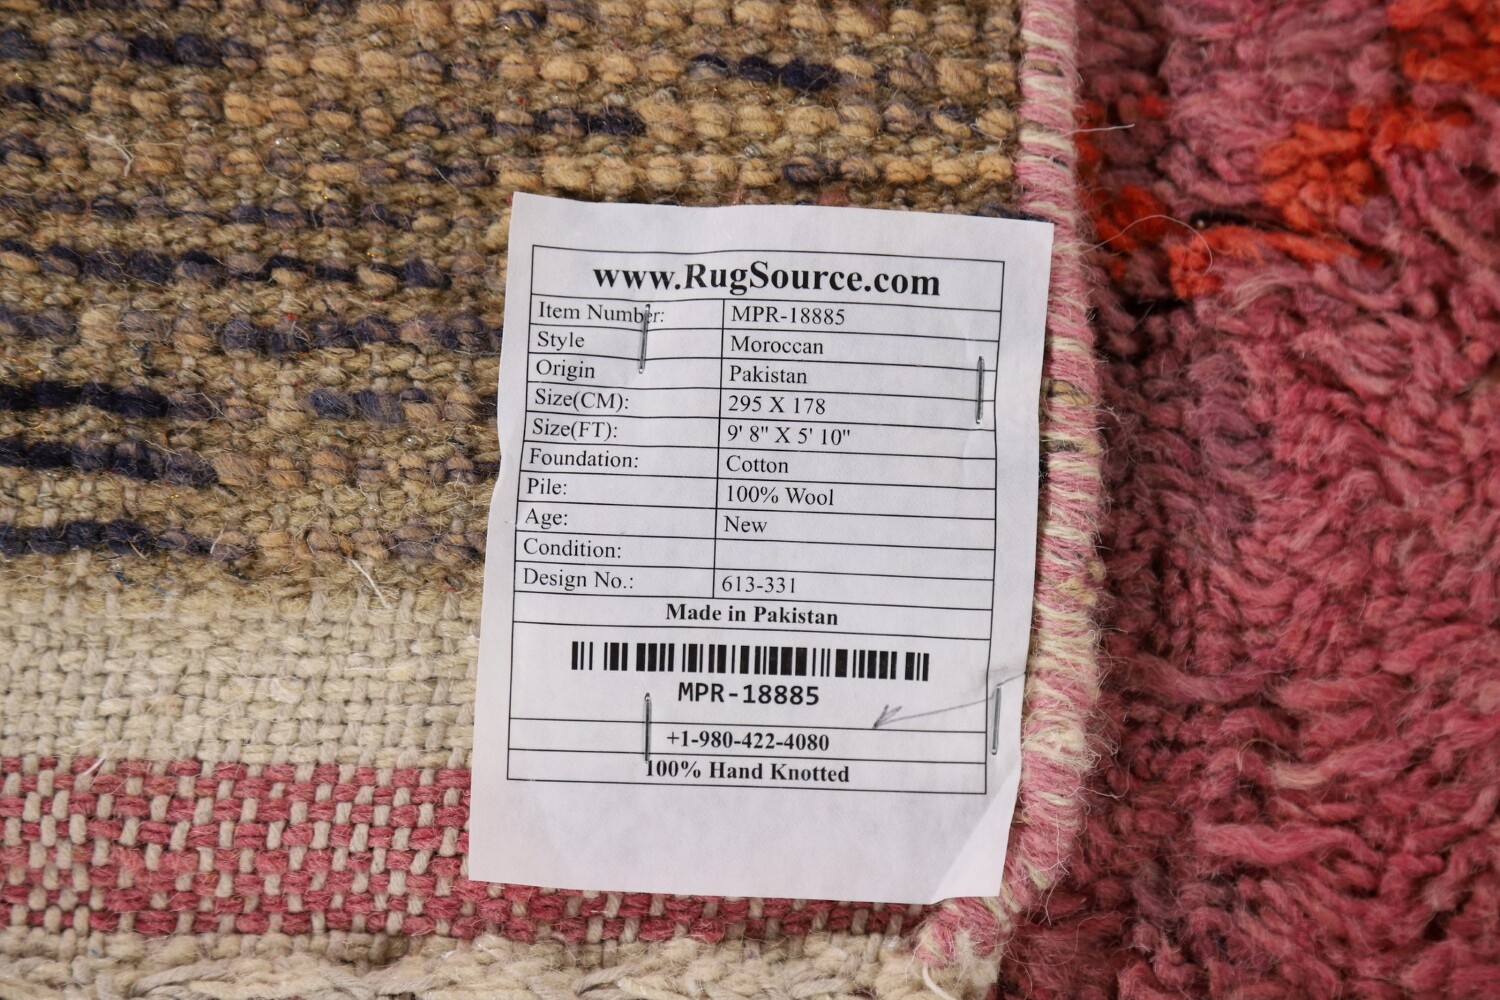 www.RugSource.com
Item Number: MPR-18885
Style Moroccan
Origin Pakistan
Size(CM): 295 X 178
Size(FT): 9' 8" X 5' 10"
Foundation: Cotton
Pile: 100% Wool
Age: New
Condition:
Design No.: 613-331
Made in Pakistan
MPR-18885
+1-980-422-4080
100% Hand Knotted